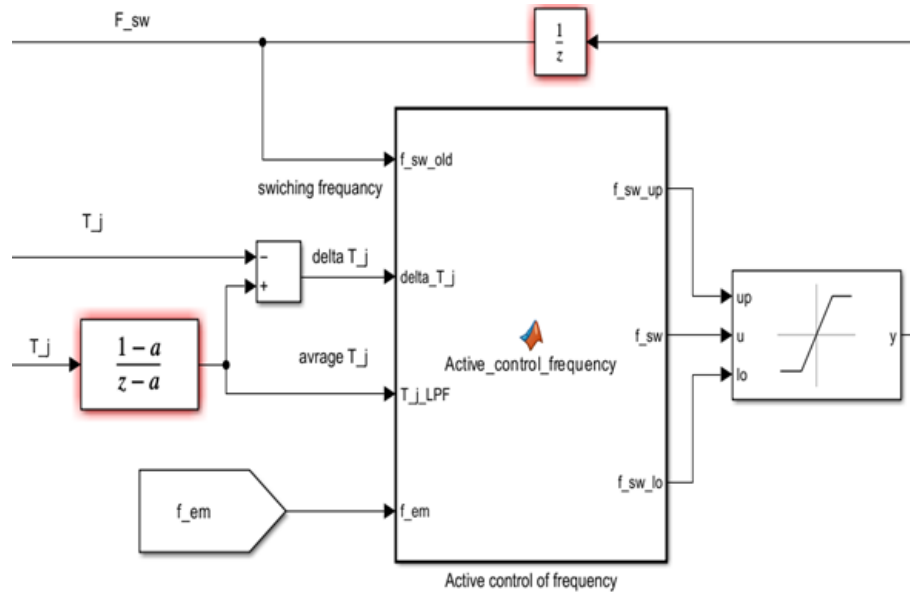 F_sw
1
z
f_sw_old
swiching frequancy
f_sw_up
T_j
−
delta T_j
+
delta_T_j
up
T_j
1 − a
z − a
avrage T_j
Active_control_frequency
f_sw
u
y
lo
T_j_LPF
f_sw_lo
f_em
f_em
Active control of frequency